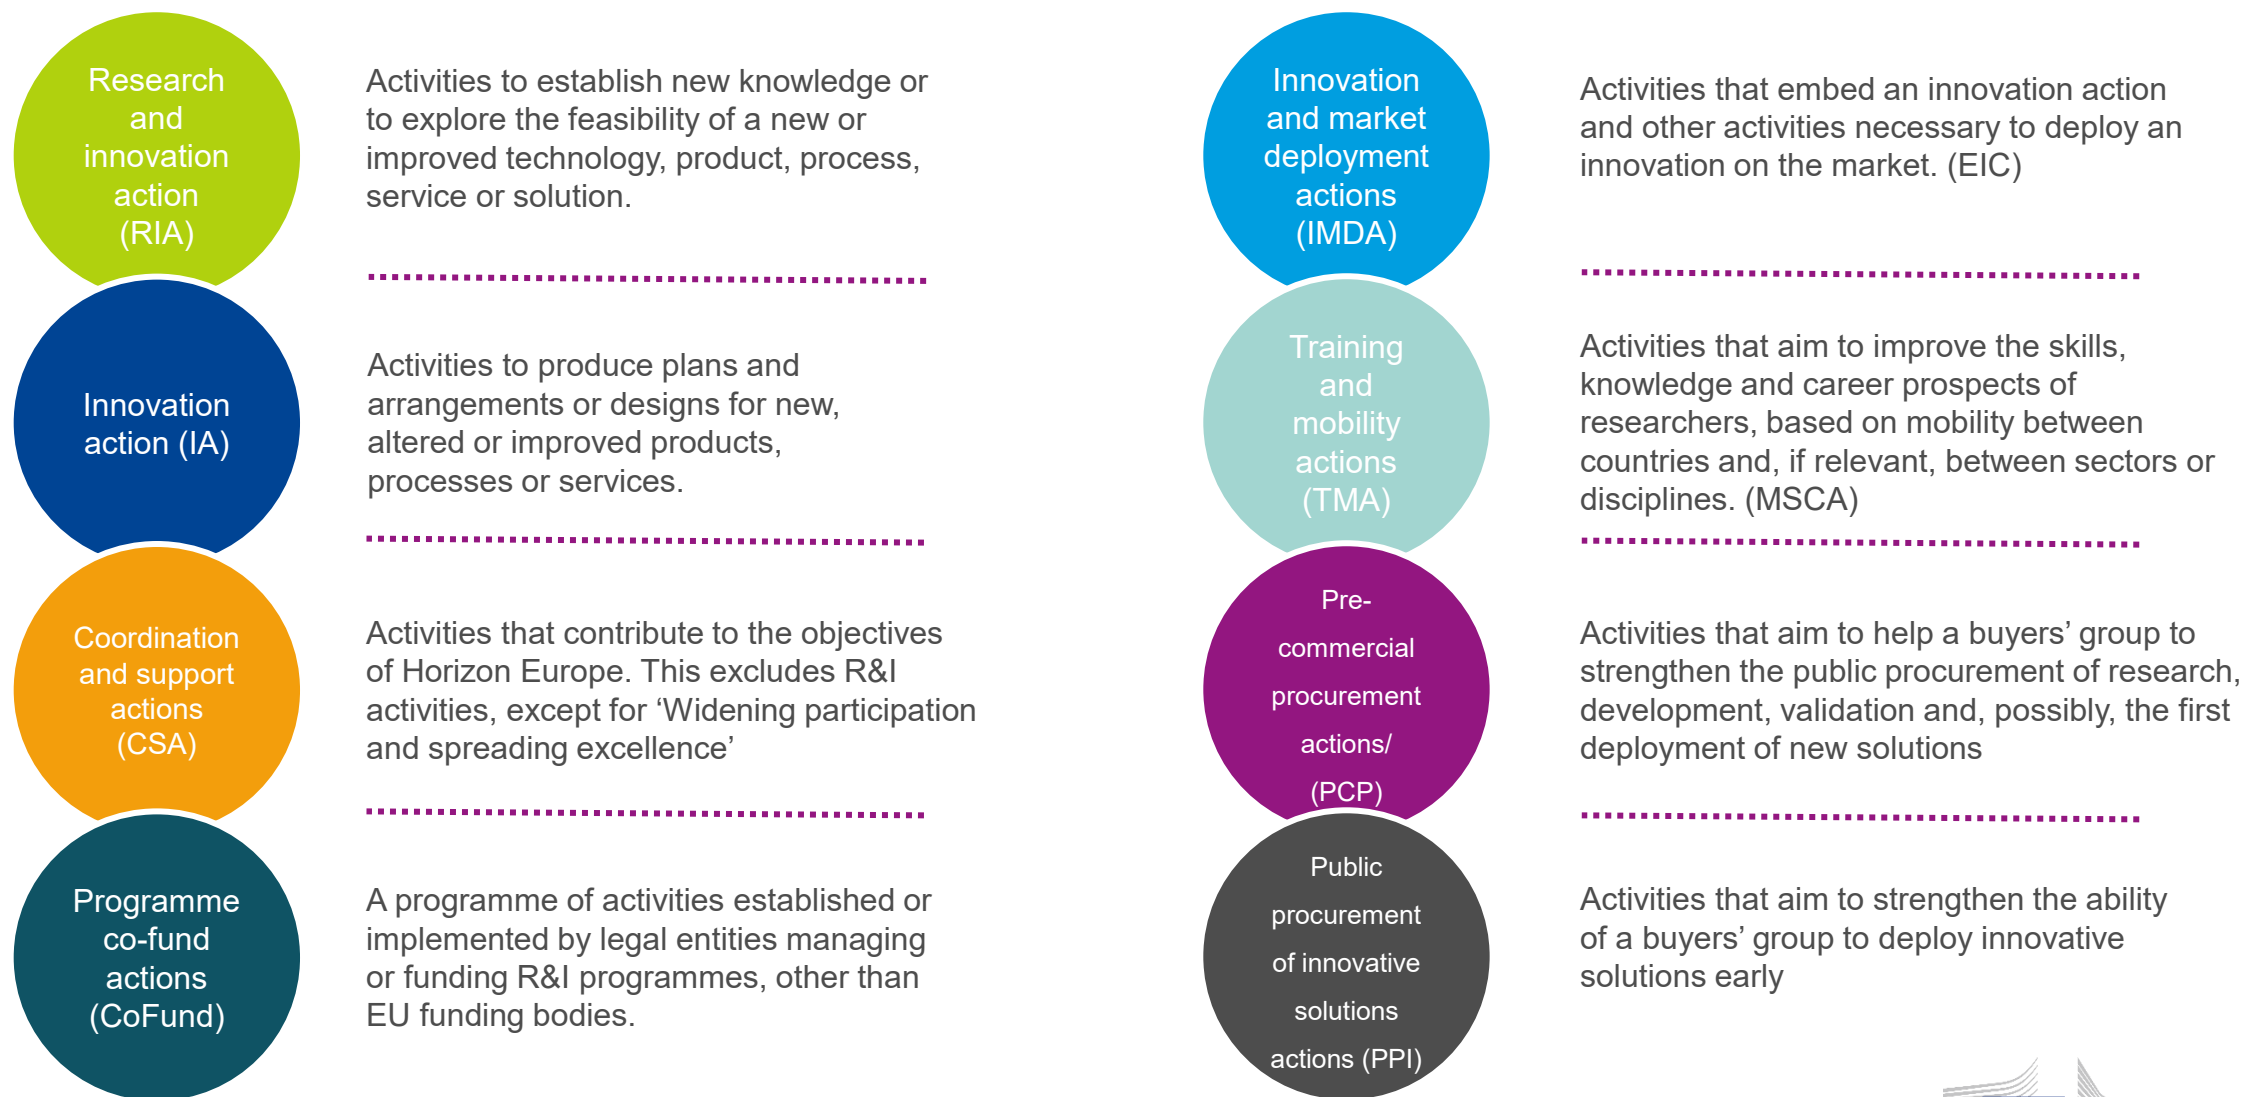 Research
and
innovation
action
(RIA)
Activities to establish new knowledge or
to explore the feasibility of a new or
improved technology, product, process,
service or solution.
Innovation
action (IA)
Activities to produce plans and
arrangements or designs for new,
altered or improved products,
processes or services.
Coordination
and support
actions
(CSA)
Activities that contribute to the objectives
of Horizon Europe. This excludes R&I
activities, except for ‘Widening participation
and spreading excellence’
Programme
co-fund
actions
(CoFund)
A programme of activities established or
implemented by legal entities managing
or funding R&I programmes, other than
EU funding bodies.
Innovation
and market
deployment
actions
(IMDA)
Activities that embed an innovation action
and other activities necessary to deploy an
innovation on the market. (EIC)
Training
and
mobility
actions
(TMA)
Activities that aim to improve the skills,
knowledge and career prospects of
researchers, based on mobility between
countries and, if relevant, between sectors or
disciplines. (MSCA)
Pre-
commercial
procurement
actions/
(PCP)
Activities that aim to help a buyers’ group to
strengthen the public procurement of research,
development, validation and, possibly, the first
deployment of new solutions
Public
procurement
of innovative
solutions
actions (PPI)
Activities that aim to strengthen the ability
of a buyers’ group to deploy innovative
solutions early